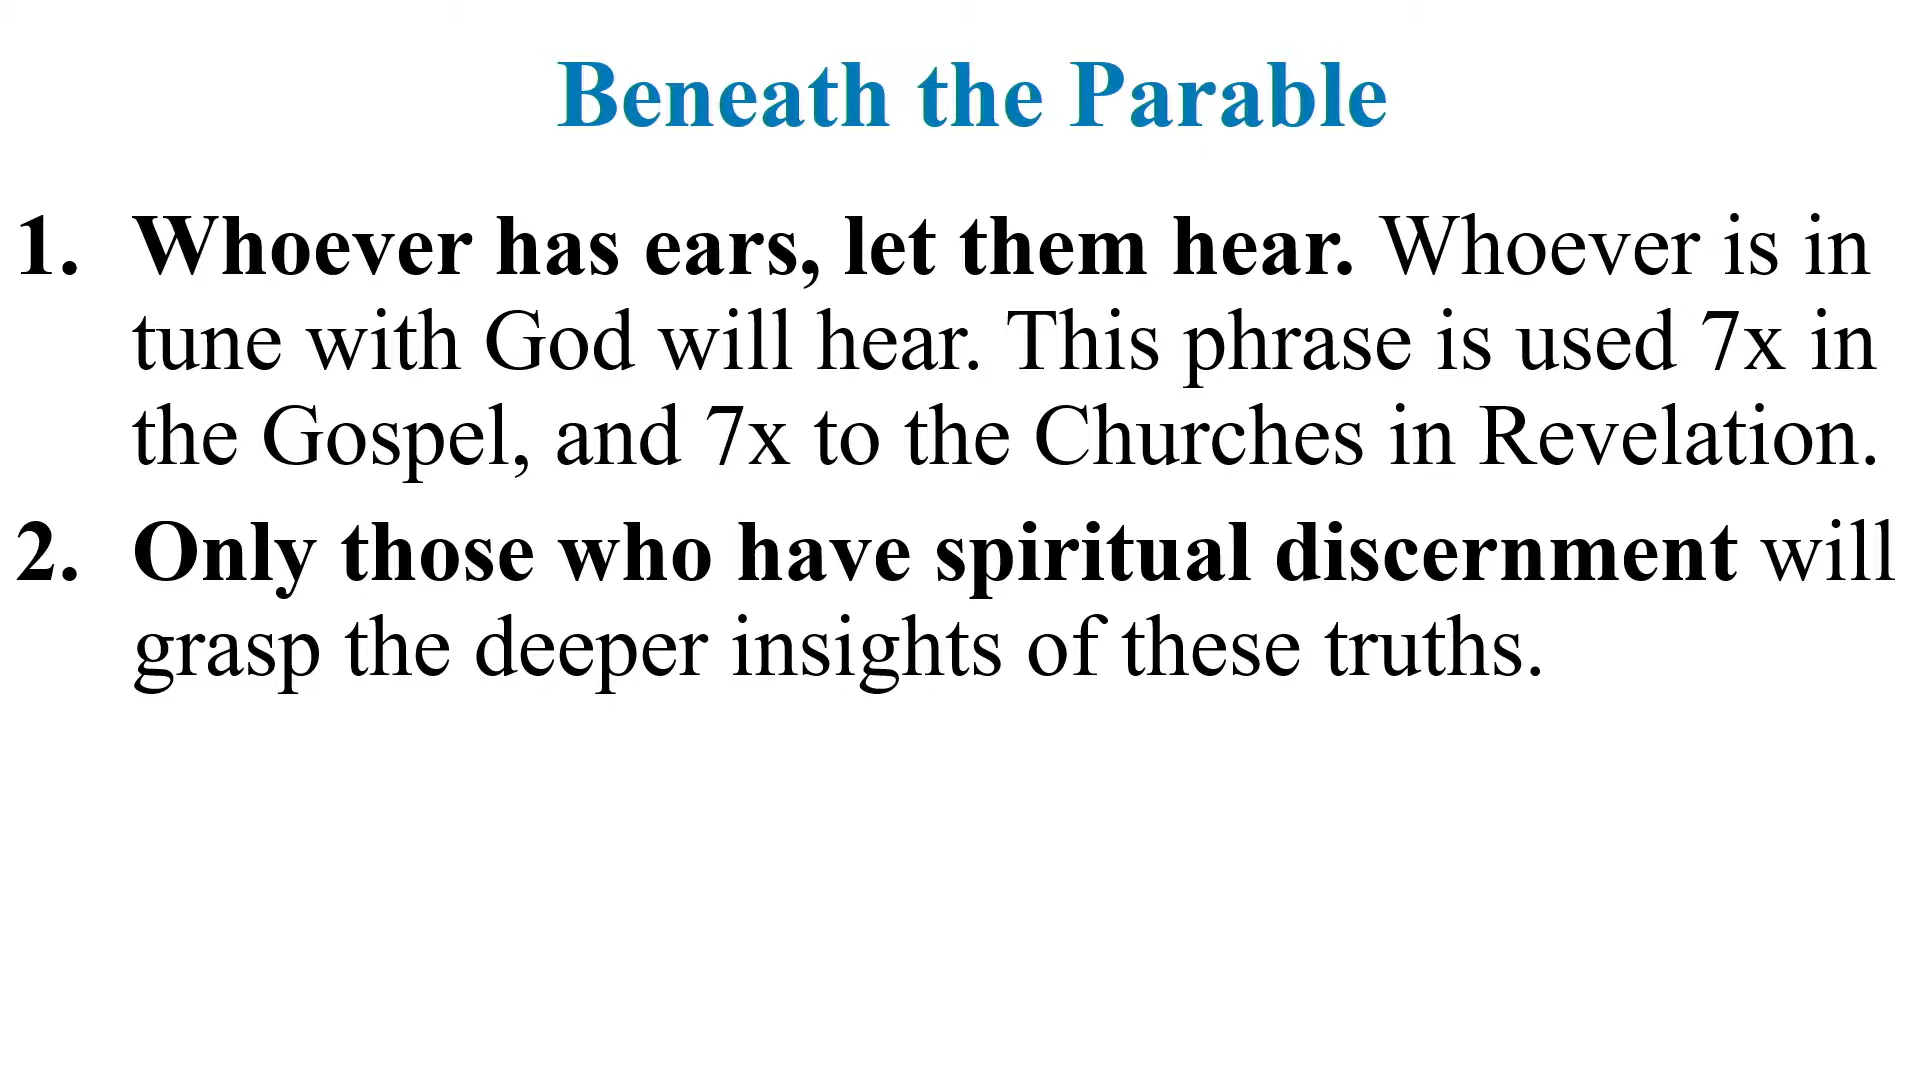 Beneath the Parable
1. Whoever has ears, let them hear. Whoever is in
tune with God will hear. This phrase is used 7x in
the Gospel, and 7x to the Churches in Revelation.
2. Only those who have spiritual discernment will
grasp the deeper insights of these truths.